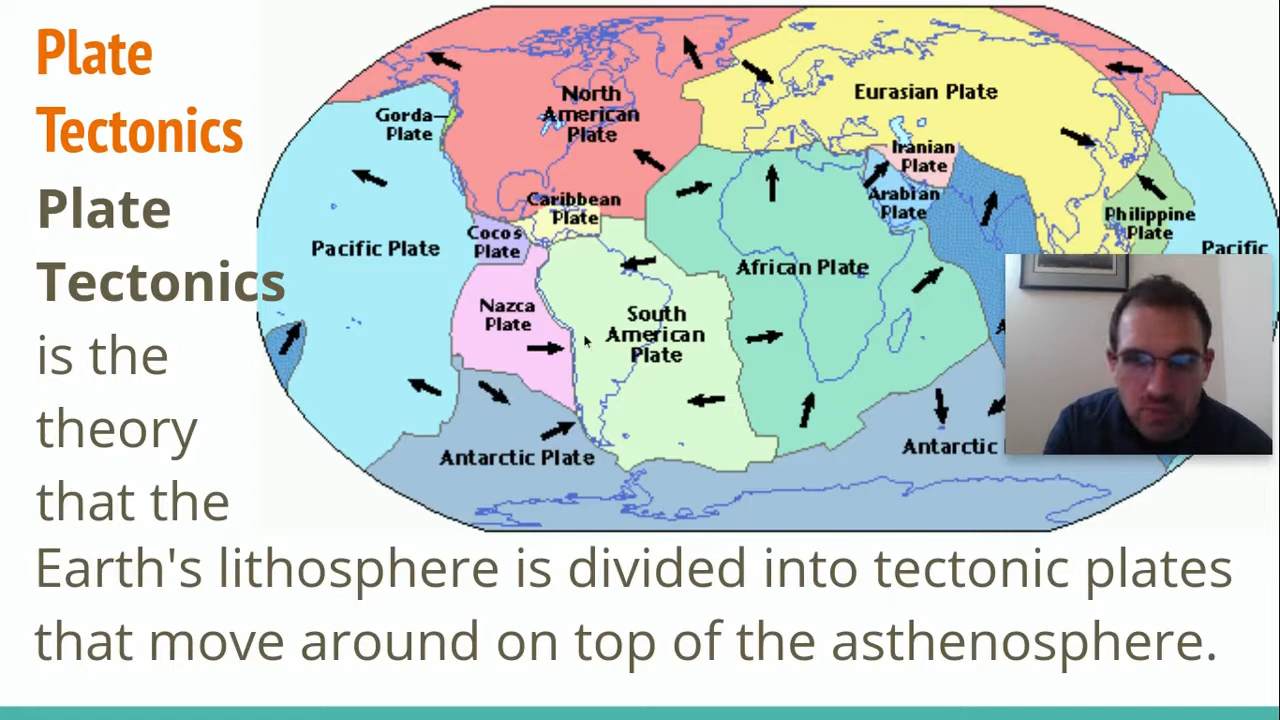 Plate
Tectonics
Plate
Tectonics
is the
theory
that the
Earth's lithosphere is divided into tectonic plates
that move around on top of the asthenosphere.
North
American
Plate
Eurasian Plate
Gorda
Plate
Iranian
Plate
Arabian
Plate
Caribbean
Plate
Cocos
Plate
Philippine
Plate
Pacific Plate
Pacific
African Plate
Nazca
Plate
South
American
Plate
Antarctic Plate
Antarctic